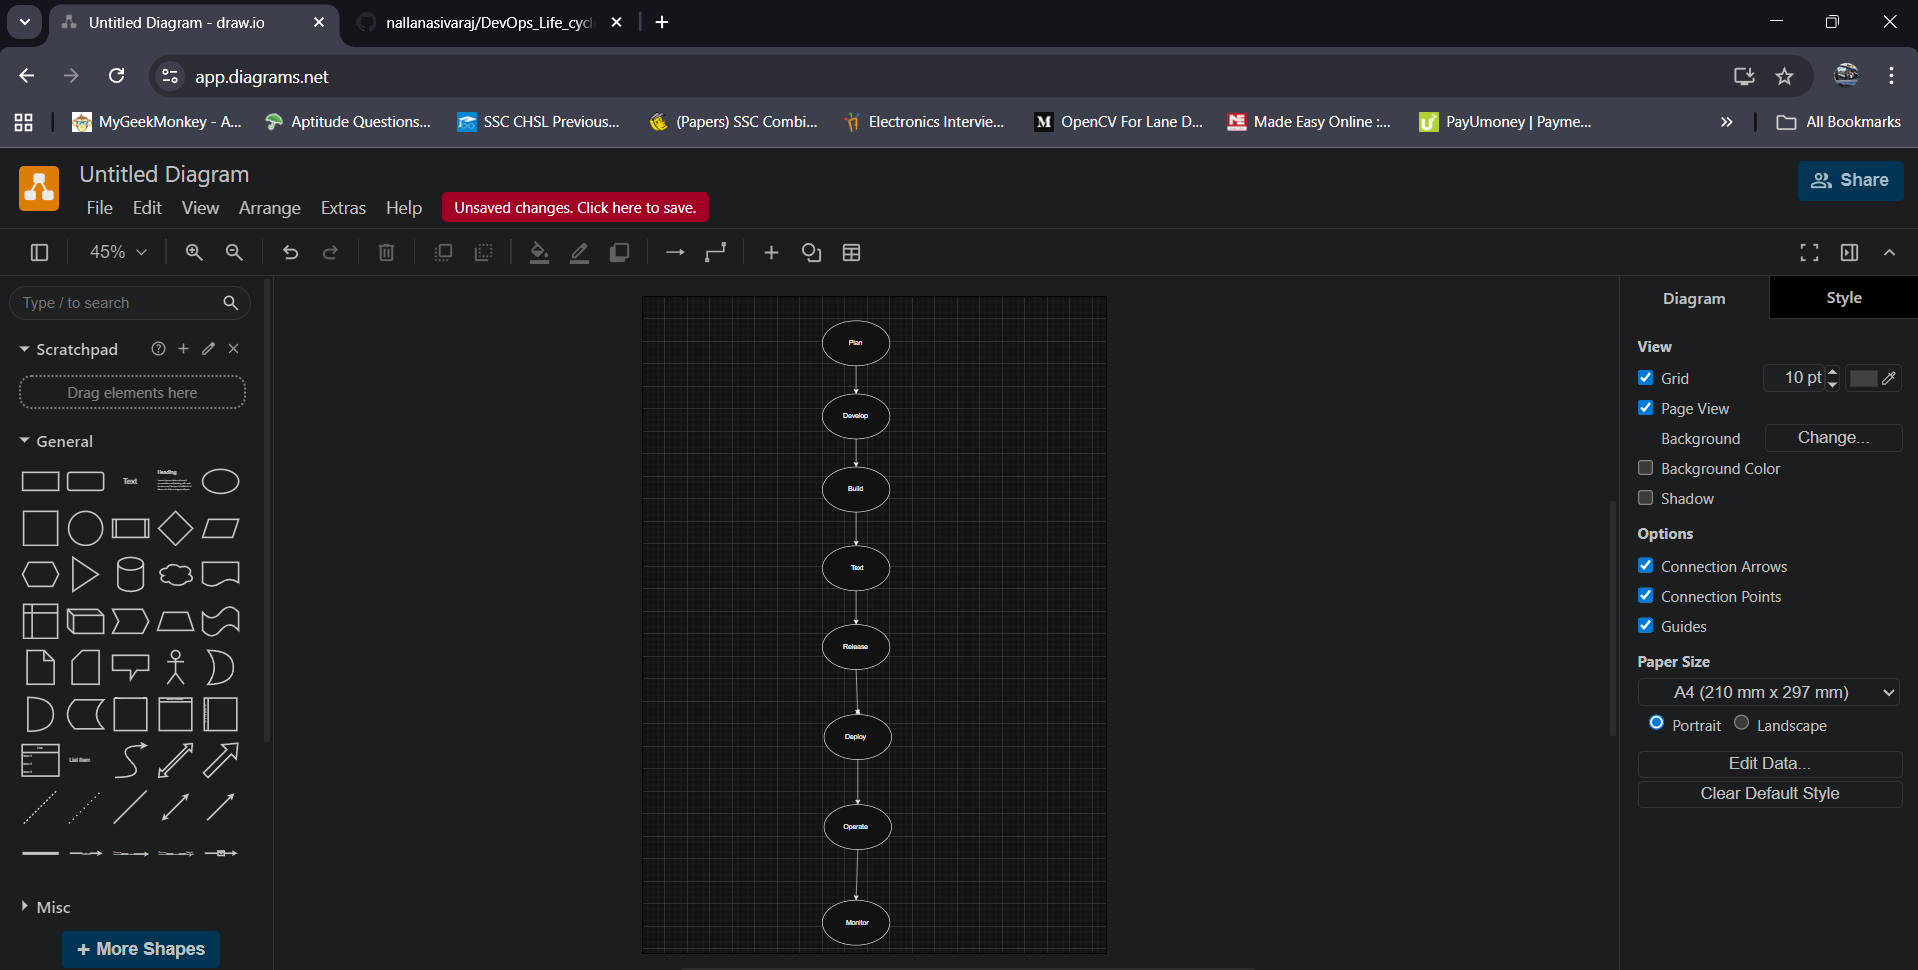 Untitled Diagram - draw.io
nallanasivaraj/DevOps_Life_cycl
app.diagrams.net
MyGeekMonkey - A...
Aptitude Questions...
SSC CHSL Previous...
(Papers) SSC Combi...
Electronics Intervie...
M
OpenCV For Lane D...
Made Easy Online :...
PayUmoney | Payme...
All Bookmarks
Untitled Diagram
Share
File Edit View Arrange Extras Help
Unsaved changes. Click here to save.
45%
Type / to search
Diagram
Style
Scratchpad
Drag elements here
General
Text
Heading
List Item
Misc
+ More Shapes
Plan
Develop
Build
Text
Release
Deploy
Operate
Monitor
View
Grid
10 pt
Page View
Background
Change...
Background Color
Shadow
Options
Connection Arrows
Connection Points
Guides
Paper Size
A4 (210 mm x 297 mm)
Portrait
Landscape
Edit Data...
Clear Default Style